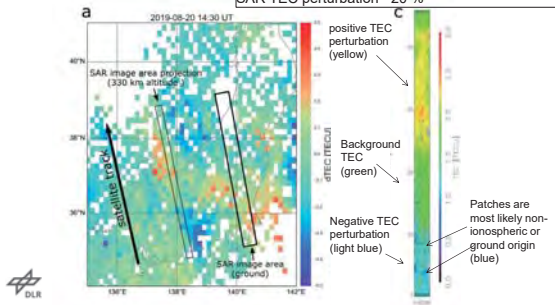 SAR TEC perturbation ~20 %
a
2019-08-20 14:30 UT
c
40°N
38°N
36°N
136°E
138°E
140°E
142°E
SAR image area projection
(330 km altitude )
satellite track
SAR image area
(ground)
dTEC [TECU]
positive TEC
perturbation
(yellow)
Background
TEC
(green)
Negative TEC
perturbation
(light blue)
Patches are
most likely non-
ionospheric or
ground origin
(blue)
DLR